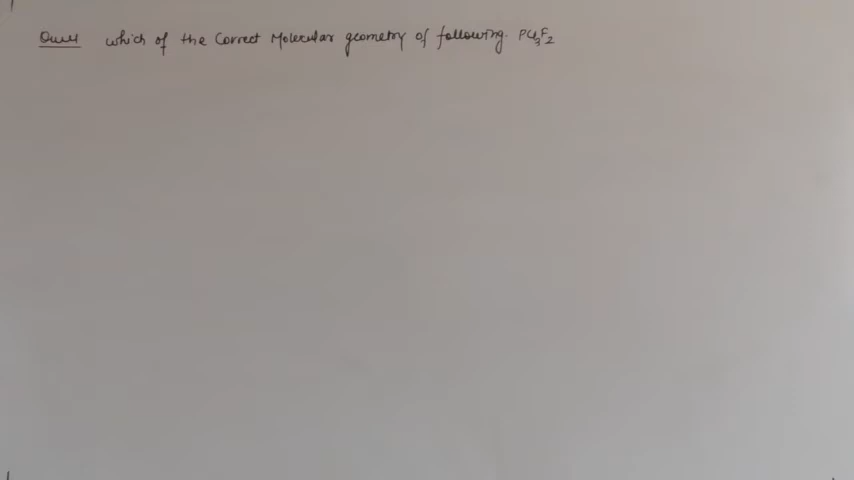 Ques which of the Correct Molecular geometry of following. PCl₃F₂